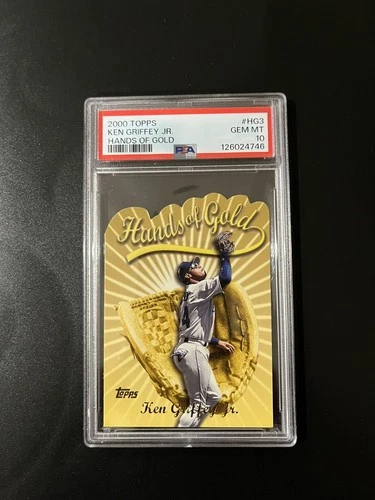 2000 TOPPS #HG3
KEN GRIFFEY JR. GEM MT
HANDS OF GOLD 10
PSA 126024746
Hands of Gold
4
Topps
Ken Griffey Jr.